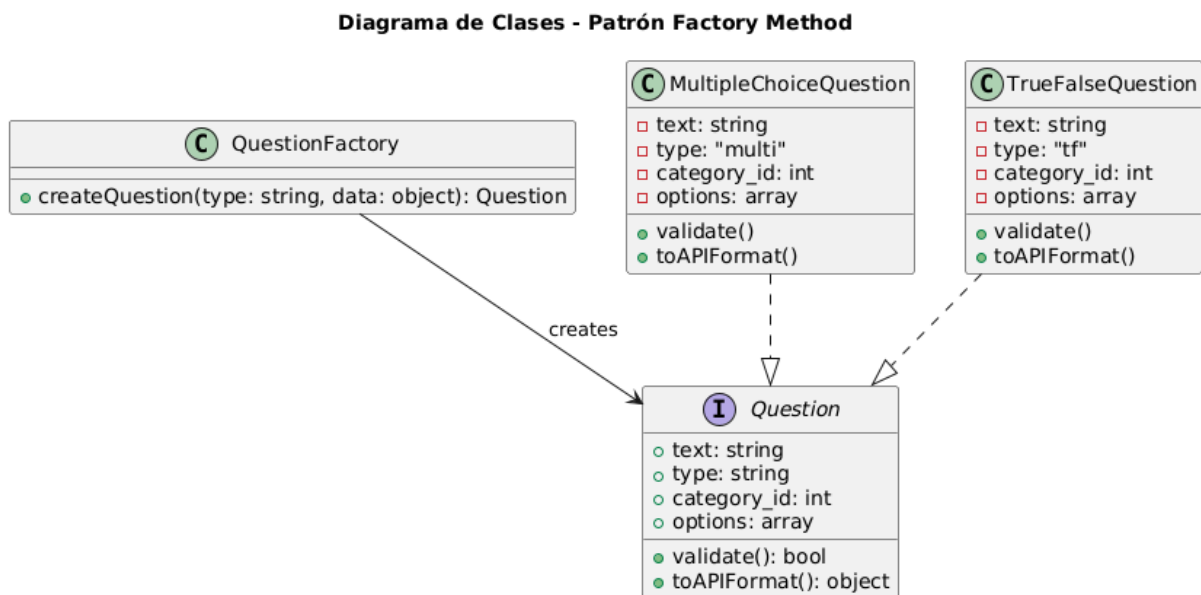 Diagrama de Clases - Patrón Factory Method
C QuestionFactory
createQuestion(type: string, data: object): Question
C MultipleChoiceQuestion
text: string
type: "multi"
category_id: int
options: array
validate()
toAPIFormat()
C TrueFalseQuestion
text: string
type: "tf"
category_id: int
options: array
validate()
toAPIFormat()
creates
I Question
text: string
type: string
category_id: int
options: array
validate(): bool
toAPIFormat(): object